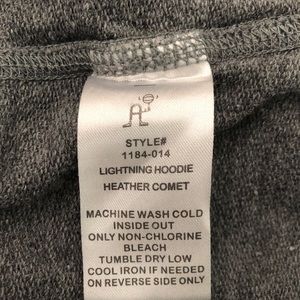 STYLE#
1184-014
LIGHTNING HOODIE
HEATHER COMET
MACHINE WASH COLD
INSIDE OUT
ONLY NON-CHLORINE
BLEACH
TUMBLE DRY LOW
COOL IRON IF NEEDED
ON REVERSE SIDE ONLY